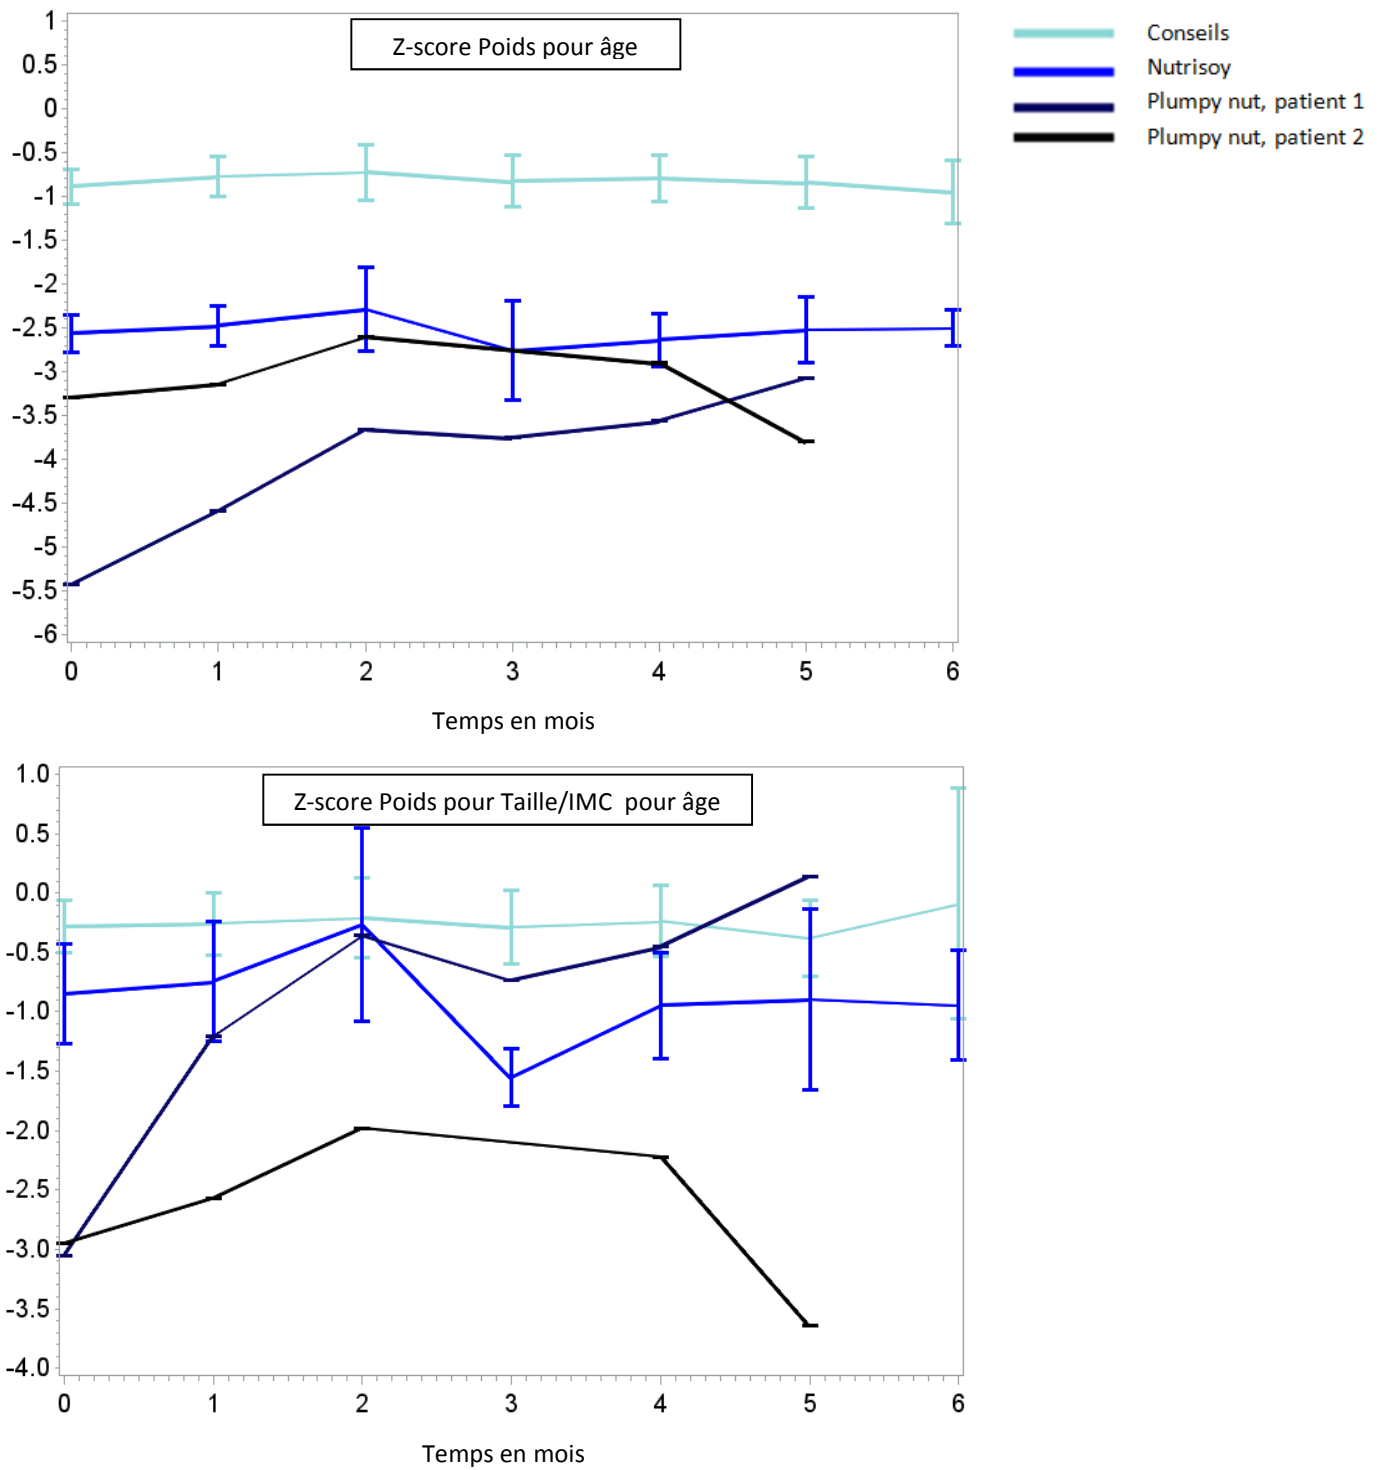 Z-score Poids pour âge
1
0.5
0
-0.5
-1
-1.5
-2
-2.5
-3
-3.5
-4
-4.5
-5
-5.5
-6
0 1 2 3 4 5 6
Temps en mois
Conseils
Nutrisoy
Plumpy nut, patient 1
Plumpy nut, patient 2
Z-score Poids pour Taille/IMC pour âge
1.0
0.5
0.0
-0.5
-1.0
-1.5
-2.0
-2.5
-3.0
-3.5
-4.0
0 1 2 3 4 5 6
Temps en mois